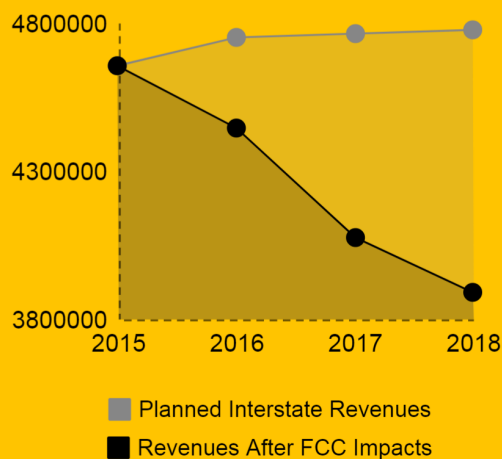 4800000
4300000
3800000
2015 2016 2017 2018
Planned Interstate Revenues
Revenues After FCC Impacts